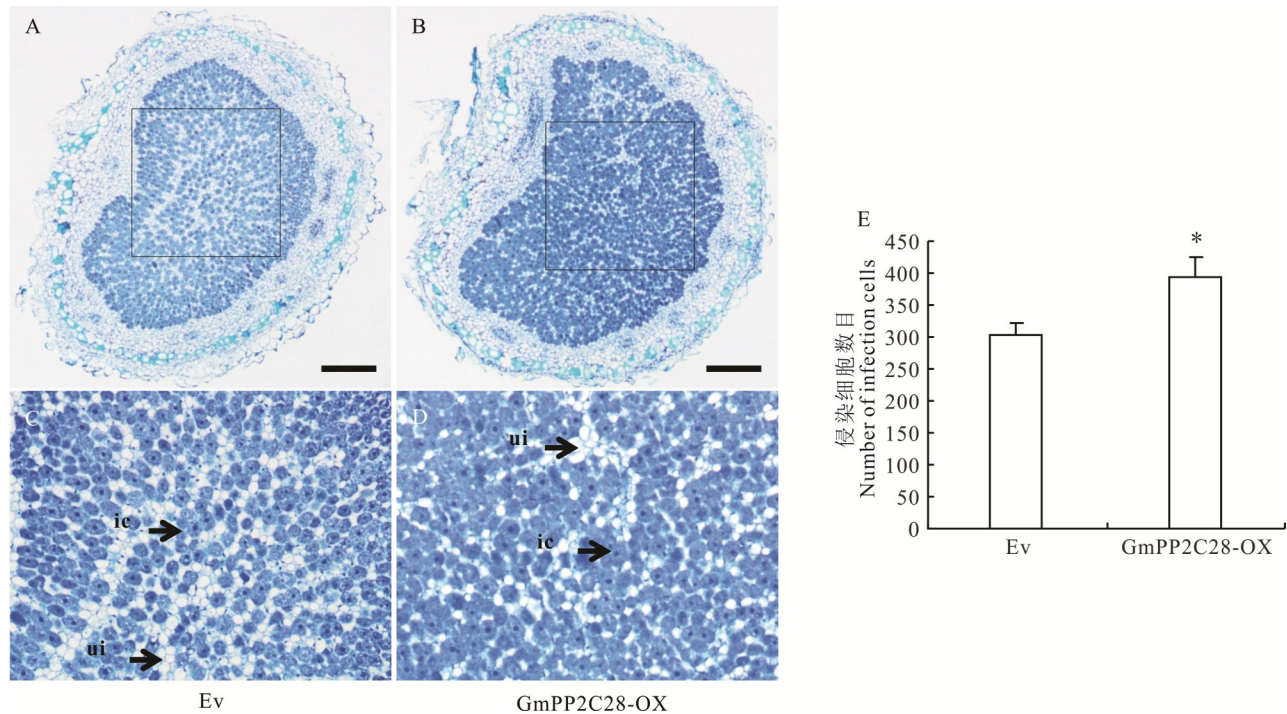 A
B
C
D
ic
ui
ui
ic
Ev
GmPP2C28-OX
E
侵染细胞数目
Number of infection cells
450
400
350
300
250
200
150
100
50
0
*
Ev
GmPP2C28-OX